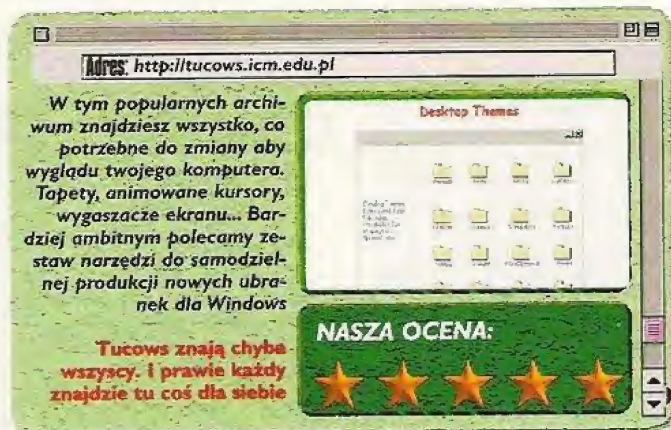 Adres: http://tucows.icm.edu.pl
W tym popularnych archi-
wum znajdziesz wszystko, co
potrzebne do zmiany aby
wyglądu twojego komputera.
Tapety, animowane kursory,
wygaszacze ekranu... Bar-
dziej ambitnym polecamy ze-
staw narzędzi do samodziel-
nej produkcji nowych ubra-
nek dla Windows
Tucows znają chyba
wszyscy. I prawie każdy
znajdzie tu coś dla siebie
Desktop Themes
NASZA OCENA: